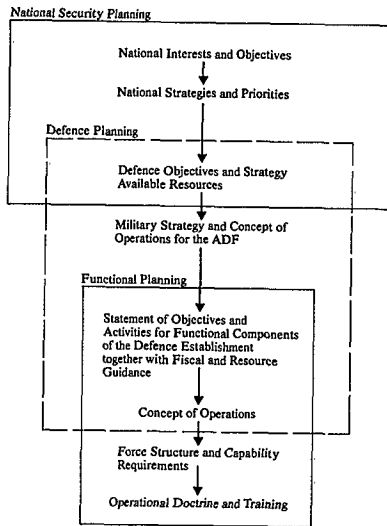 National Security Planning
National Interests and Objectives
National Strategies and Priorities
Defence Planning
Defence Objectives and Strategy
Available Resources
Military Strategy and Concept of
Operations for the ADF
Functional Planning
Statement of Objectives and
Activities for Functional Components
of the Defence Establishment
together with Fiscal and Resource
Guidance
Concept of Operations
Force Structure and Capability
Requirements
Operational Doctrine and Training